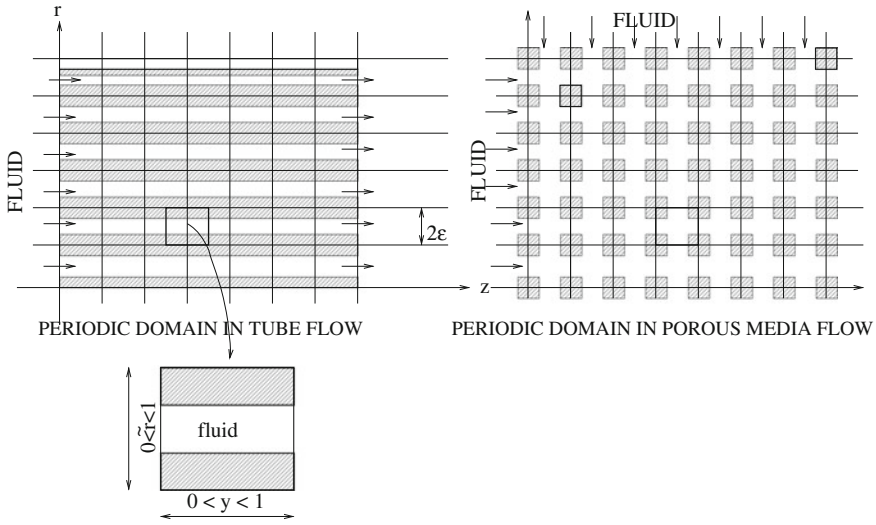 r
FLUID
FLUID
FLUID
2ε
z
PERIODIC DOMAIN IN TUBE FLOW
PERIODIC DOMAIN IN POROUS MEDIA FLOW
0<r̃<1
fluid
0 < y < 1